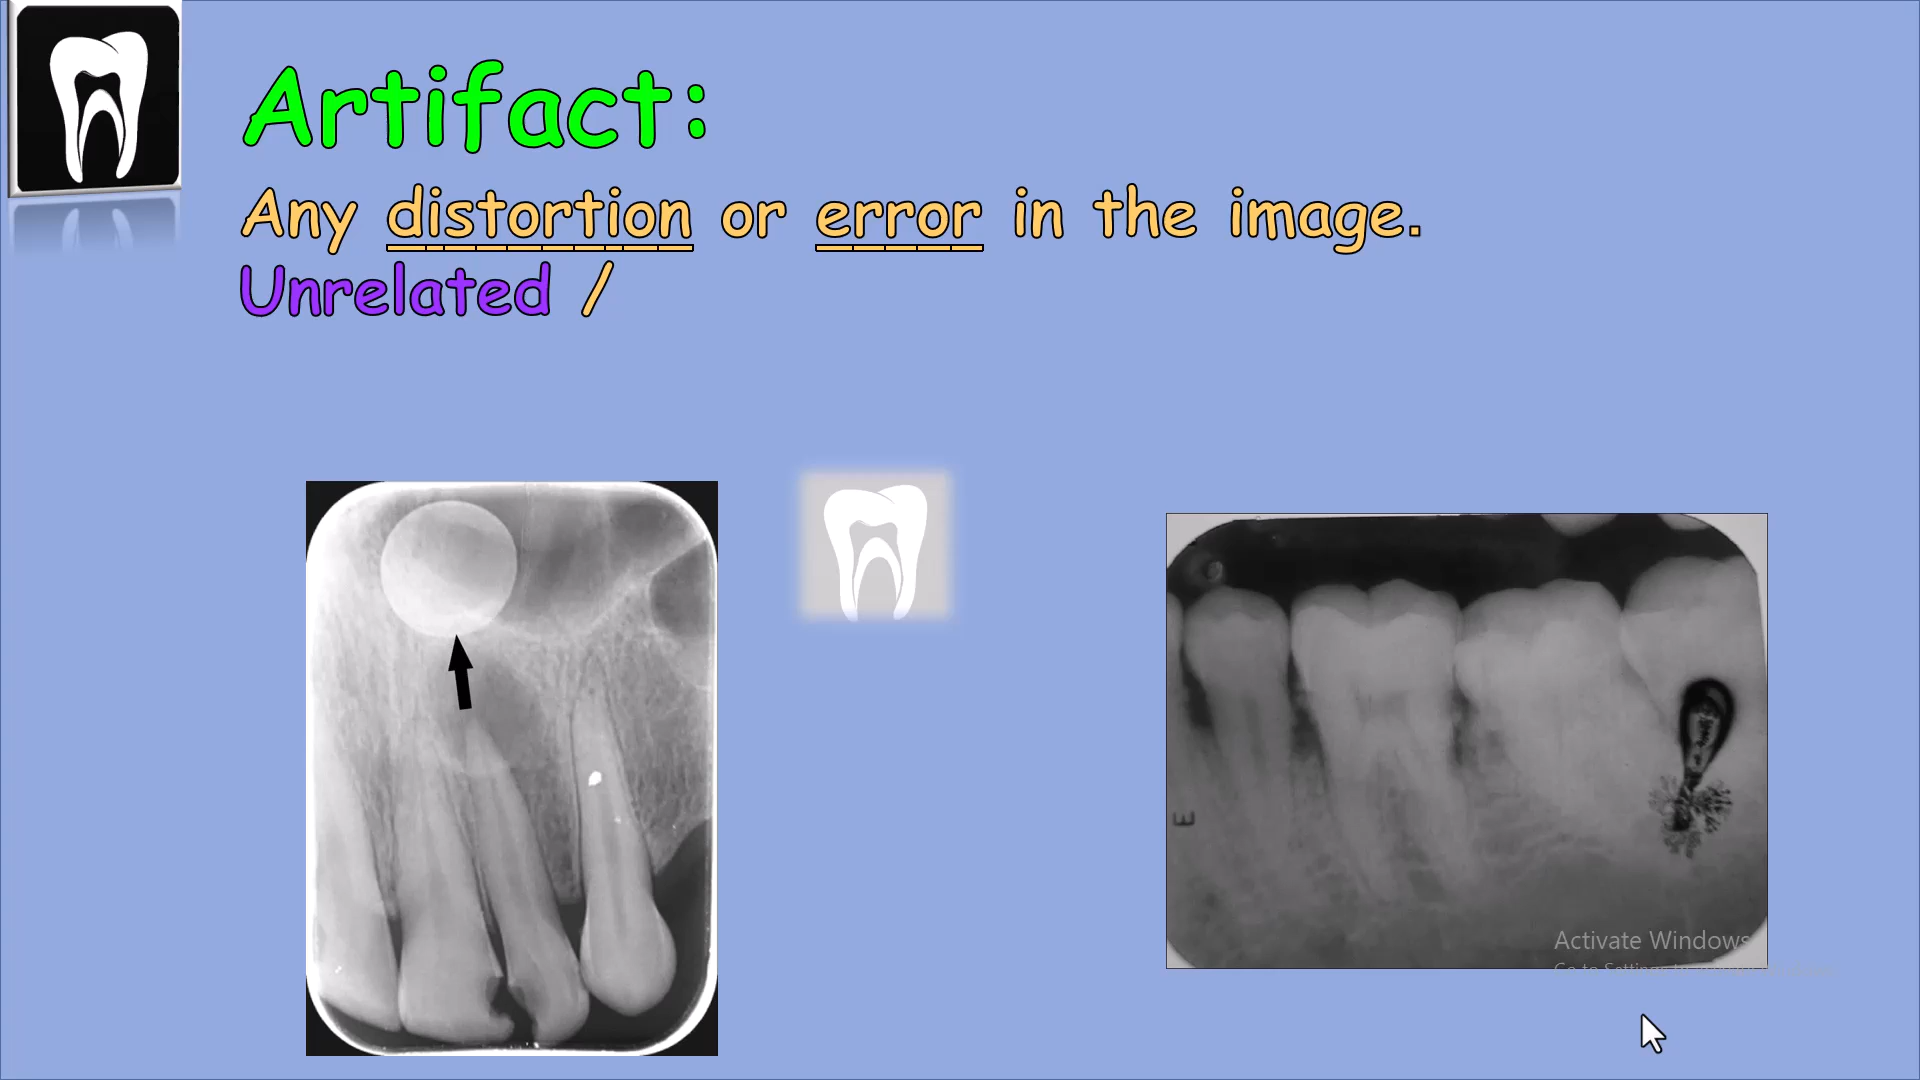 Artifact:
Any distortion or error in the image.
Unrelated /
E
Activate Windows